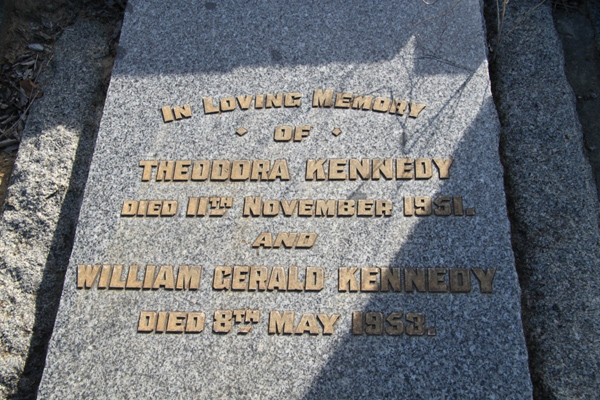 IN LOVING MEMORY
OF
THEODORA KENNEDY
DIED 11TH NOVEMBER 1951.
AND
WILLIAM GERALD KENNEDY
DIED 8TH MAY 1953.